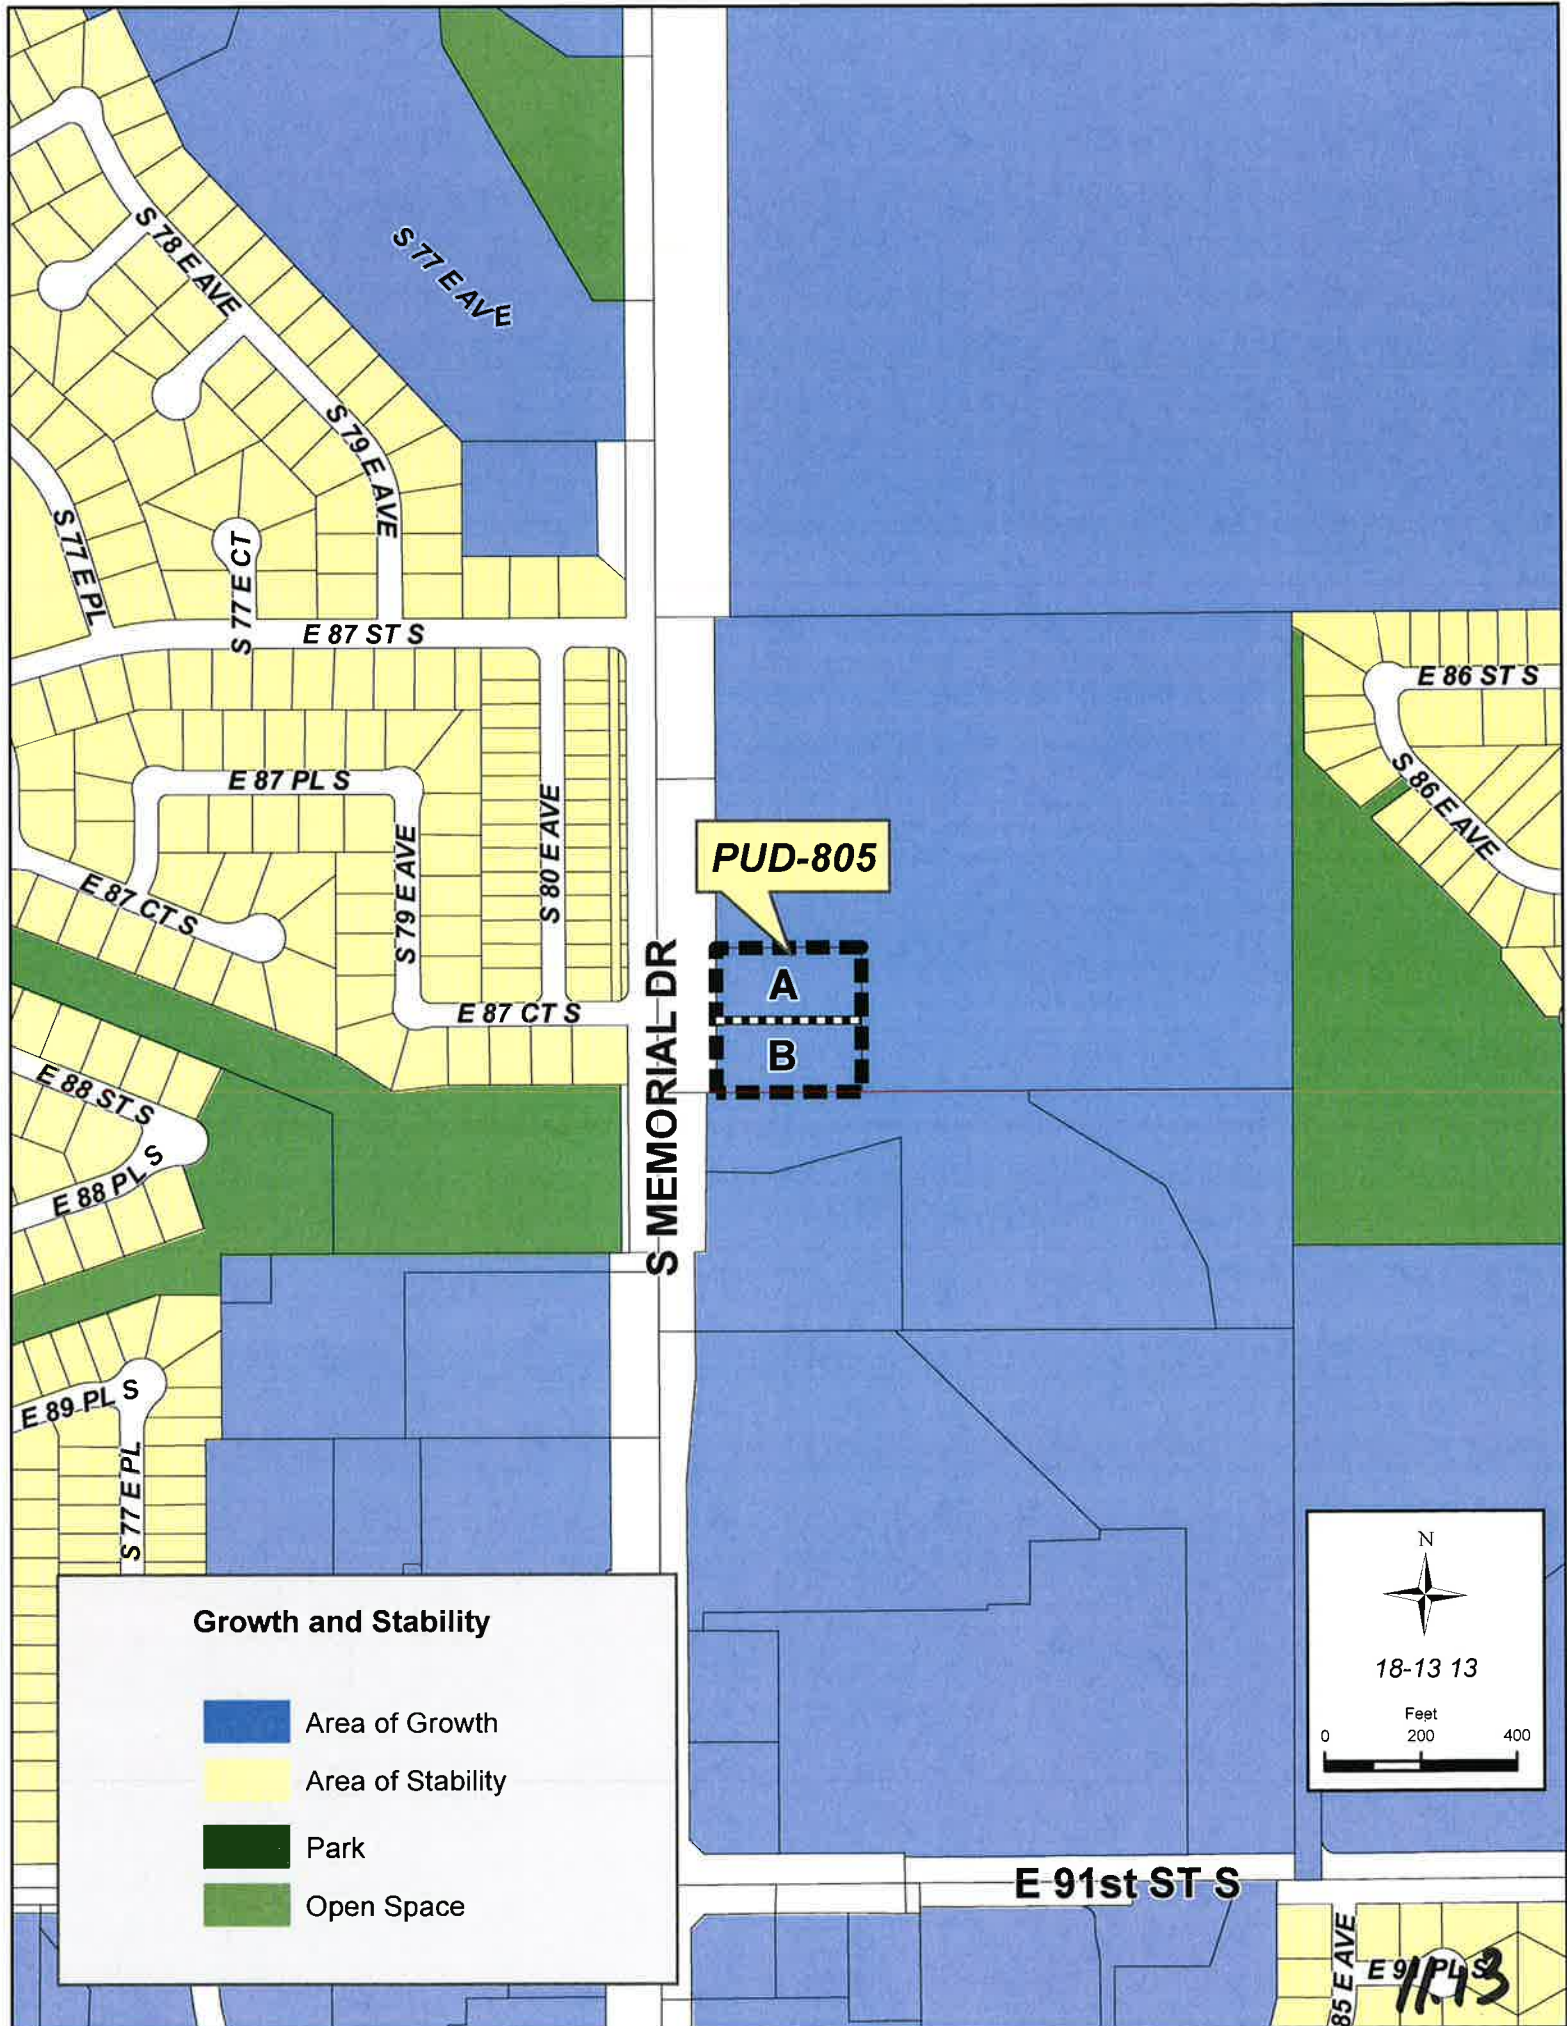 S 78 E AVE
S 77 E AVE
S 79 E AVE
S 77 E PL
S 77 E CT
E 87 ST S
E 86 ST S
S 86 E AVE
E 87 PL S
S 80 E AVE
S 79 E AVE
PUD-805
E 87 CT S
E 87 CT S
A
B
S MEMORIAL DR
E 88 ST S
E 88 PL S
E 89 PL S
S 77 E PL
Growth and Stability
Area of Growth
Area of Stability
Park
Open Space
N
18-13 13
Feet
0 200 400
E 91st ST S
85 E AVE
E 91 PL S
11.13